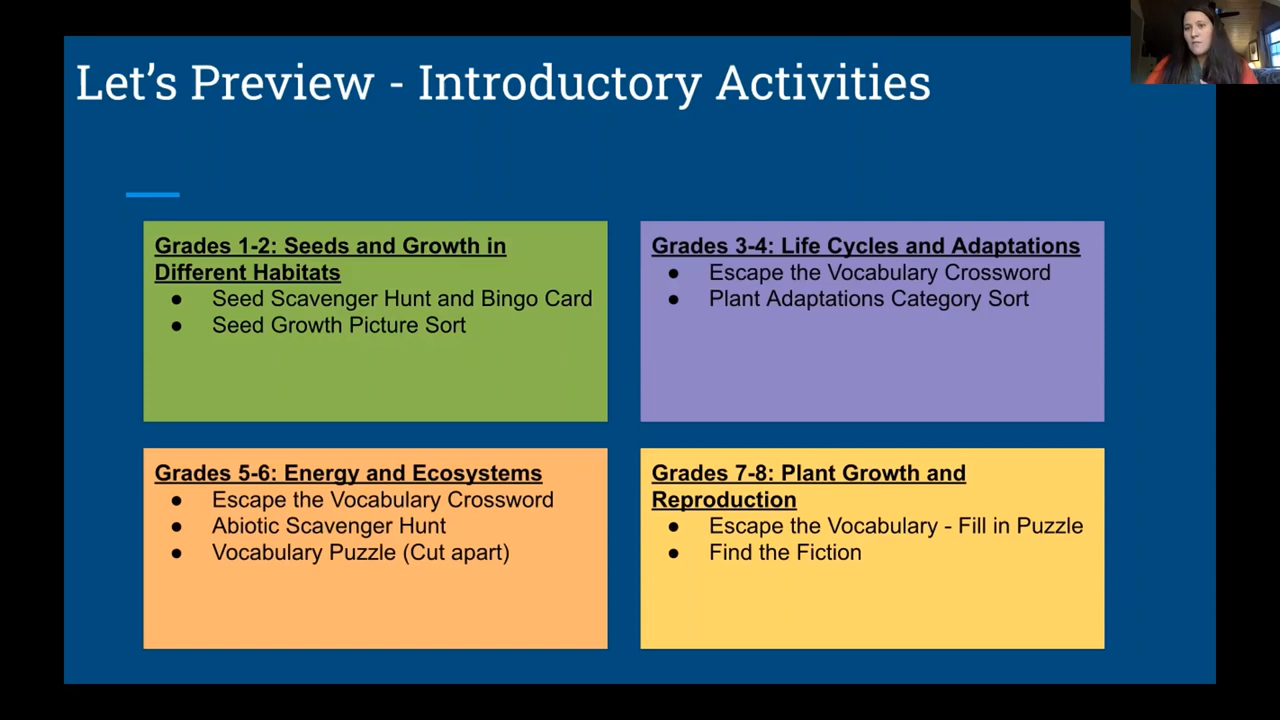 Let's Preview - Introductory Activities
Grades 1-2: Seeds and Growth in
Different Habitats
● Seed Scavenger Hunt and Bingo Card
● Seed Growth Picture Sort
Grades 3-4: Life Cycles and Adaptations
● Escape the Vocabulary Crossword
● Plant Adaptations Category Sort
Grades 5-6: Energy and Ecosystems
● Escape the Vocabulary Crossword
● Abiotic Scavenger Hunt
● Vocabulary Puzzle (Cut apart)
Grades 7-8: Plant Growth and
Reproduction
● Escape the Vocabulary - Fill in Puzzle
● Find the Fiction